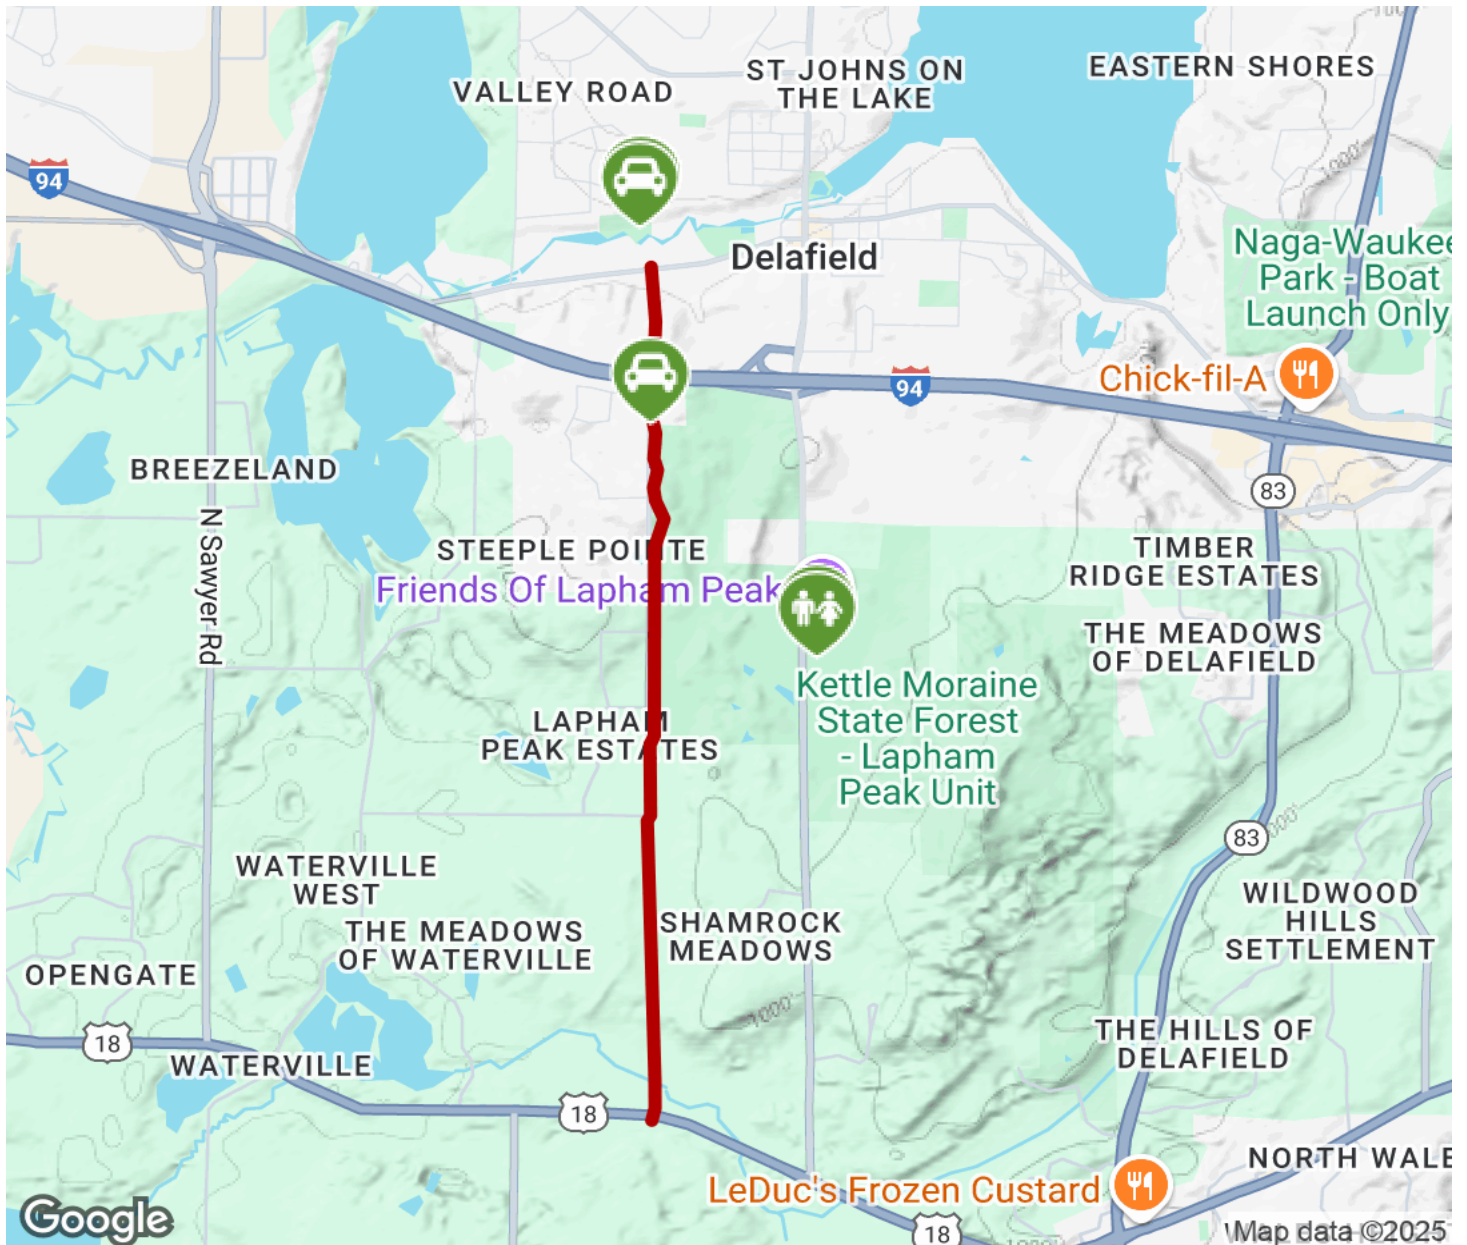 ST JOHNS ON
THE LAKE
EASTERN SHORES
VALLEY ROAD
1000'
94
Delafield
Naga-Waukee
Park - Boat
Launch Only
Chick-fil-A
94
BREEZELAND
83
N Sawyer Rd
STEEPLE POINTE
Friends Of Lapham Peak
TIMBER
RIDGE ESTATES
THE MEADOWS
OF DELAFIELD
Kettle Moraine
State Forest
- Lapham
Peak Unit
LAPHAM
PEAK ESTATES
83
WATERVILLE
WEST
THE MEADOWS
OF WATERVILLE
SHAMROCK
MEADOWS
WILDWOOD
HILLS
SETTLEMENT
OPENGATE
1000'
18
WATERVILLE
THE HILLS OF
DELAFIELD
18
NORTH WALE
LeDuc's Frozen Custard
18
Google
Map data ©2025